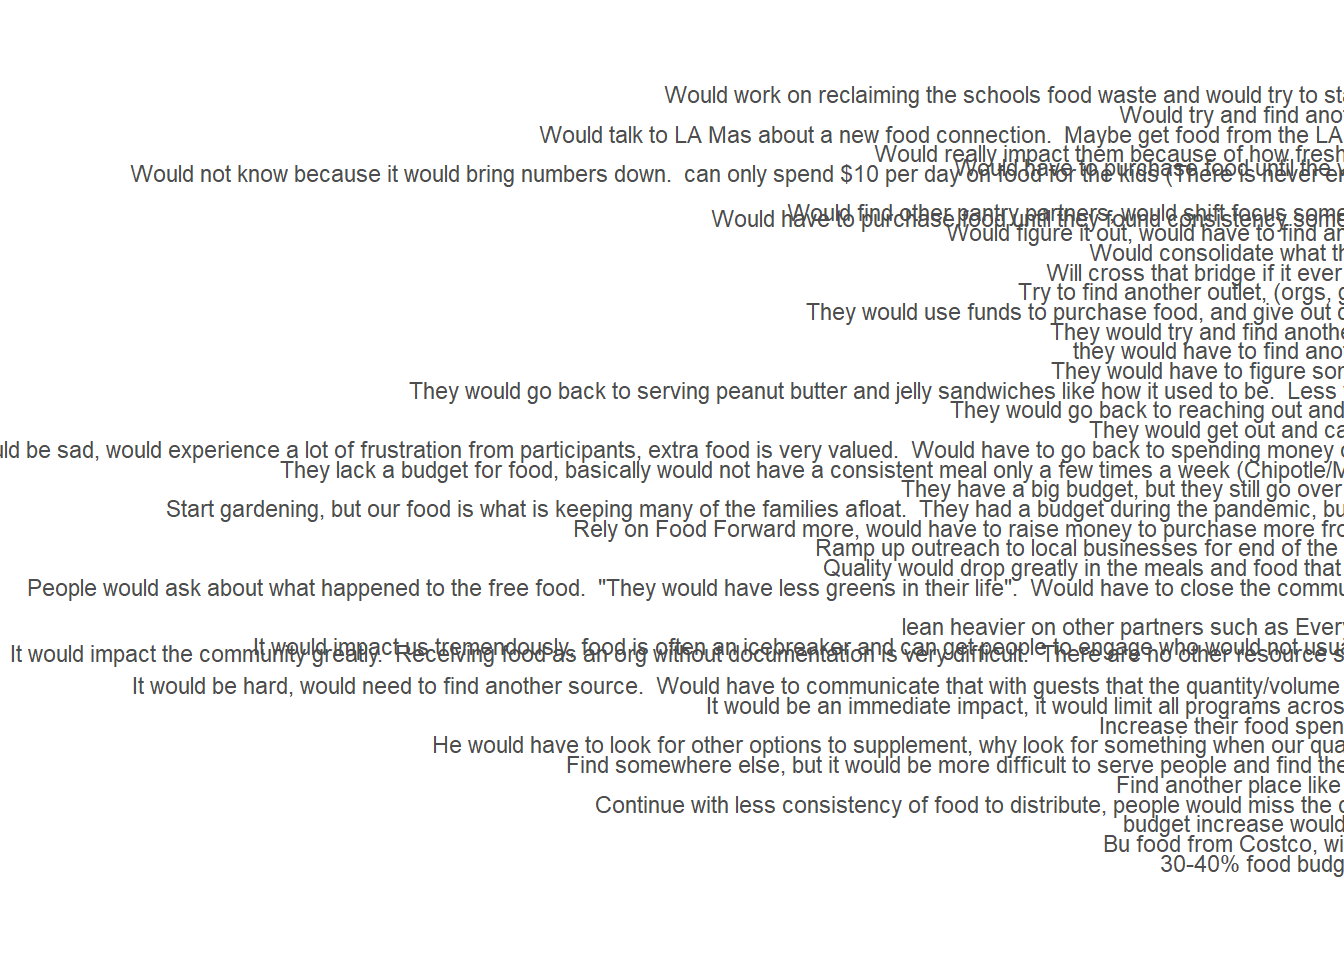 Would work on reclaiming the schools food waste and would try to sta
Would try and find ano
Would talk to LA Mas about a new food connection.  Maybe get food from the LA
Would really impact them because of how fresh
Would have to purchase food until the
Would not know because it would bring numbers down.  can only spend $10 per day on food for the kids (There is never
Would find other pantry partners, would shift focus some
Would have to purchase food until they found consistency some
Would figure it out, would have to find an
Would consolidate what th
Will cross that bridge if it ever
Try to find another outlet, (orgs, g
They would use funds to purchase food, and give out
They would try and find anothe
they would have to find ano
They would have to figure so
They would go back to serving peanut butter and jelly sandwiches like how it used to be.  Less
They would go back to reaching out and
They would get out and ca
uld be sad, would experience a lot of frustration from participants, extra food is very valued.  Would have to go back to spending money
They lack a budget for food, basically would not have a consistent meal only a few times a week (Chipotle/M
They have a big budget, but they still go over
Start gardening, but our food is what is keeping many of the families afloat.  They had a budget during the pandemic, bu
Rely on Food Forward more, would have to raise money to purchase more fro
Ramp up outreach to local businesses for end of the
Quality would drop greatly in the meals and food that
People would ask about what happened to the free food.  "They would have less greens in their life".  Would have to close the commu
lean heavier on other partners such as Ever
It would impact us tremendously, food is often an icebreaker and can get people to engage who would not usua
It would impact the community greatly.  Receiving food as an org without documentation is very difficult.  There are no other resource s
It would be hard, would need to find another source.  Would have to communicate that with guests that the quantity/volume
It would be an immediate impact, it would limit all programs acros
Increase their food spen
He would have to look for other options to supplement, why look for something when our qua
Find somewhere else, but it would be more difficult to serve people and find the
Find another place like
Continue with less consistency of food to distribute, people would miss the
budget increase would
Bu food from Costco, wi
30-40% food budg